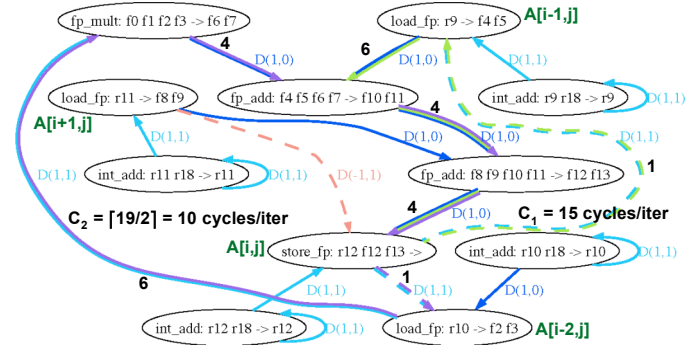 fp_mult: f0 f1 f2 f3 -> f6 f7
load_fp: r9 -> f4 f5
A[i-1,j]
4
D(1,0)
6
D(1,0)
D(1,1)
load_fp: r11 -> f8 f9
fp_add: f4 f5 f6 f7 -> f10 f11
int_add: r9 r18 -> r9
D(1,1)
A[i+1,j]
4
D(1,1)
D(1,0)
D(1,0)
D(1,1)
1
D(1,1)
int_add: r11 r18 -> r11
D(1,1)
D(-1,1)
fp_add: f8 f9 f10 f11 -> f12 f13
C2 = ⌈19/2⌉ = 10 cycles/iter
4
D(1,0)
C1 = 15 cycles/iter
A[i,j]
store_fp: r12 f12 f13 ->
int_add: r10 r18 -> r10
D(1,1)
6
D(1,1)
1
D(1,1)
D(1,0)
int_add: r12 r18 -> r12
D(1,1)
load_fp: r10 -> f2 f3
A[i-2,j]